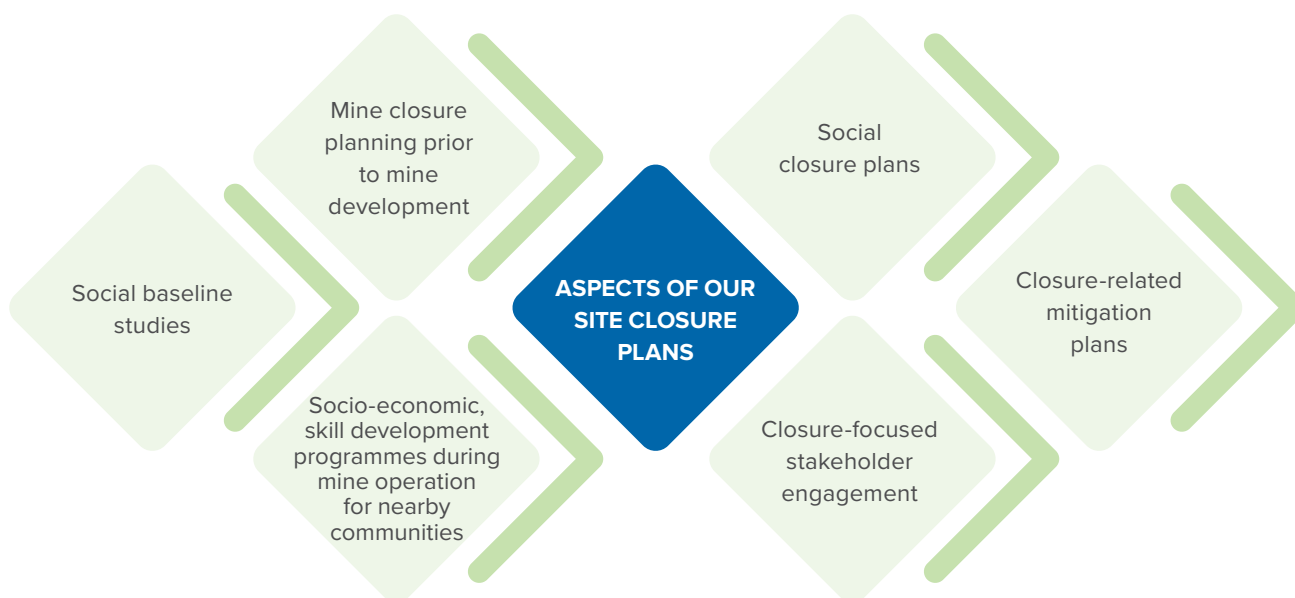 Social baseline
studies
Mine closure
planning prior
to mine
development
Socio-economic,
skill development
programmes during
mine operation
for nearby
communities
ASPECTS OF OUR
SITE CLOSURE
PLANS
Social
closure plans
Closure-focused
stakeholder
engagement
Closure-related
mitigation
plans